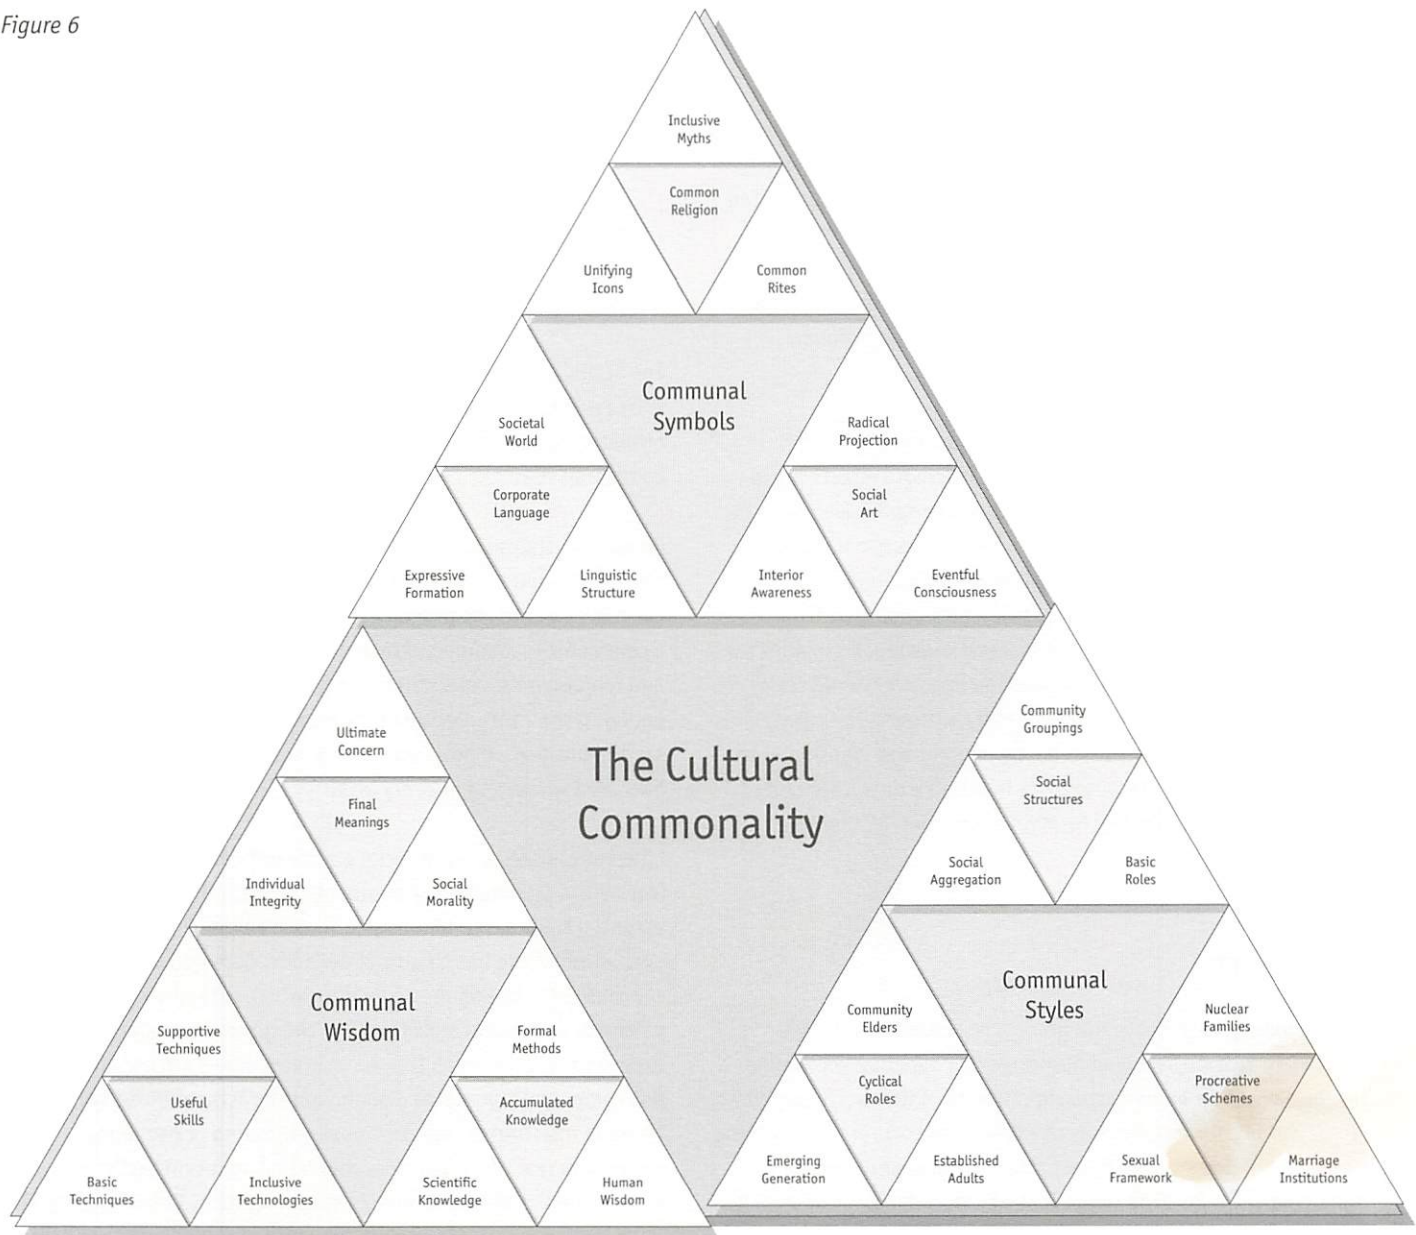 Figure 6
Inclusive
Myths
Common
Religion
Unifying
Icons
Common
Rites
Communal
Symbols
Societal
World
Radical
Projection
Corporate
Language
Social
Art
Expressive
Formation
Linguistic
Structure
Interior
Awareness
Eventful
Consciousness
The Cultural
Commonality
Ultimate
Concern
Final
Meanings
Individual
Integrity
Social
Morality
Communal
Wisdom
Supportive
Techniques
Formal
Methods
Useful
Skills
Accumulated
Knowledge
Basic
Techniques
Inclusive
Technologies
Scientific
Knowledge
Human
Wisdom
Community
Groupings
Social
Structures
Social
Aggregation
Basic
Roles
Communal
Styles
Community
Elders
Nuclear
Families
Cyclical
Roles
Procreative
Schemes
Emerging
Generation
Established
Adults
Sexual
Framework
Marriage
Institutions